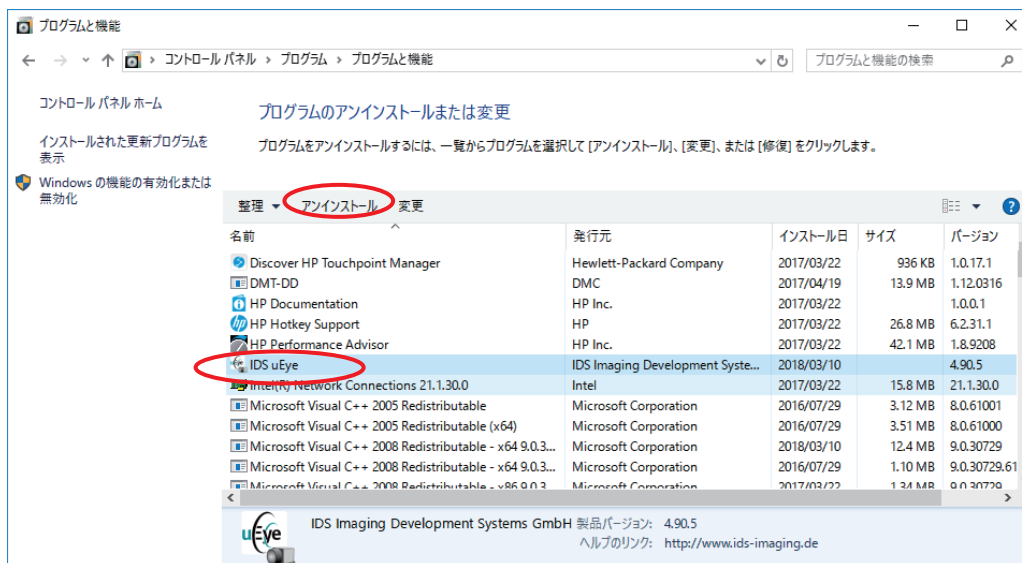 プログラムと機能
コントロール パネル › プログラム › プログラムと機能
プログラムと機能の検索
コントロール パネル ホーム
インストールされた更新プログラムを
表示
Windows の機能の有効化または
無効化
プログラムのアンインストールまたは変更
プログラムをアンインストールするには、一覧からプログラムを選択して [アンインストール]、[変更]、または [修復] をクリックします。
整理 アンインストール 変更
名前 発行元 インストール日 サイズ バージョン
Discover HP Touchpoint Manager Hewlett-Packard Company 2017/03/22 936 KB 1.0.17.1
DMT-DD DMC 2017/04/19 13.9 MB 1.12.0316
HP Documentation HP Inc. 2017/03/22 1.0.0.1
HP Hotkey Support HP 2017/03/22 26.8 MB 6.2.31.1
HP Performance Advisor HP Inc. 2017/03/22 42.1 MB 1.8.9208
IDS uEye IDS Imaging Development Syste... 2018/03/10 4.90.5
Intel(R) Network Connections 21.1.30.0 Intel 2017/03/22 15.8 MB 21.1.30.0
Microsoft Visual C++ 2005 Redistributable Microsoft Corporation 2016/07/29 3.12 MB 8.0.61001
Microsoft Visual C++ 2005 Redistributable (x64) Microsoft Corporation 2016/07/29 3.51 MB 8.0.61000
Microsoft Visual C++ 2008 Redistributable - x64 9.0.3... Microsoft Corporation 2018/03/10 12.4 MB 9.0.30729
Microsoft Visual C++ 2008 Redistributable - x64 9.0.3... Microsoft Corporation 2016/07/29 1.10 MB 9.0.30729.61
Microsoft Visual C++ 2008 Redistributable - x86 9.0.3... Microsoft Corporation 2017/03/22 1.34 MB 9.0.30729
uEye
IDS Imaging Development Systems GmbH 製品バージョン: 4.90.5
ヘルプのリンク: http://www.ids-imaging.de